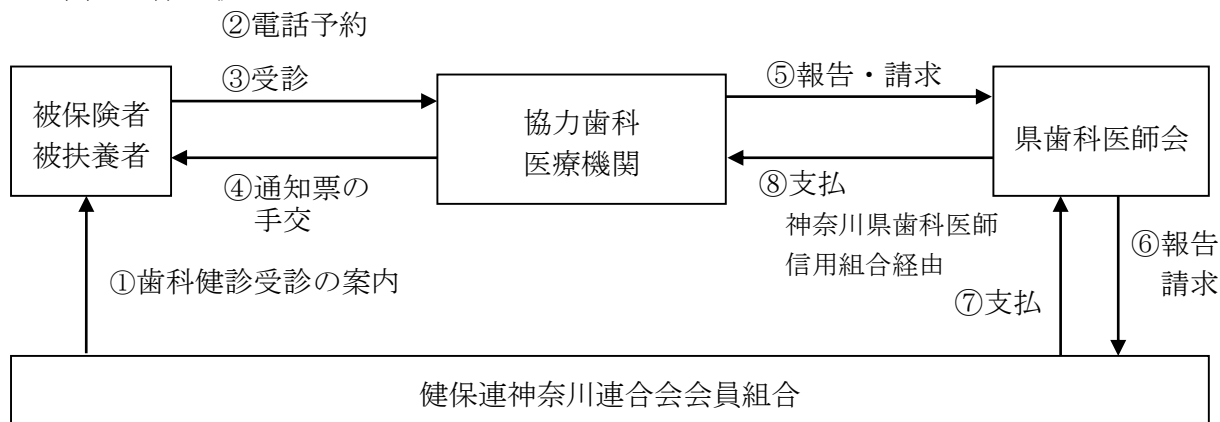 ②電話予約
③受診
⑤報告・請求
被保険者
被扶養者
協力歯科
医療機関
県歯科医師会
④通知票の
手交
⑧支払
神奈川県歯科医師
信用組合経由
⑥報告
請求
①歯科健診受診の案内
⑦支払
健保連神奈川連合会会員組合